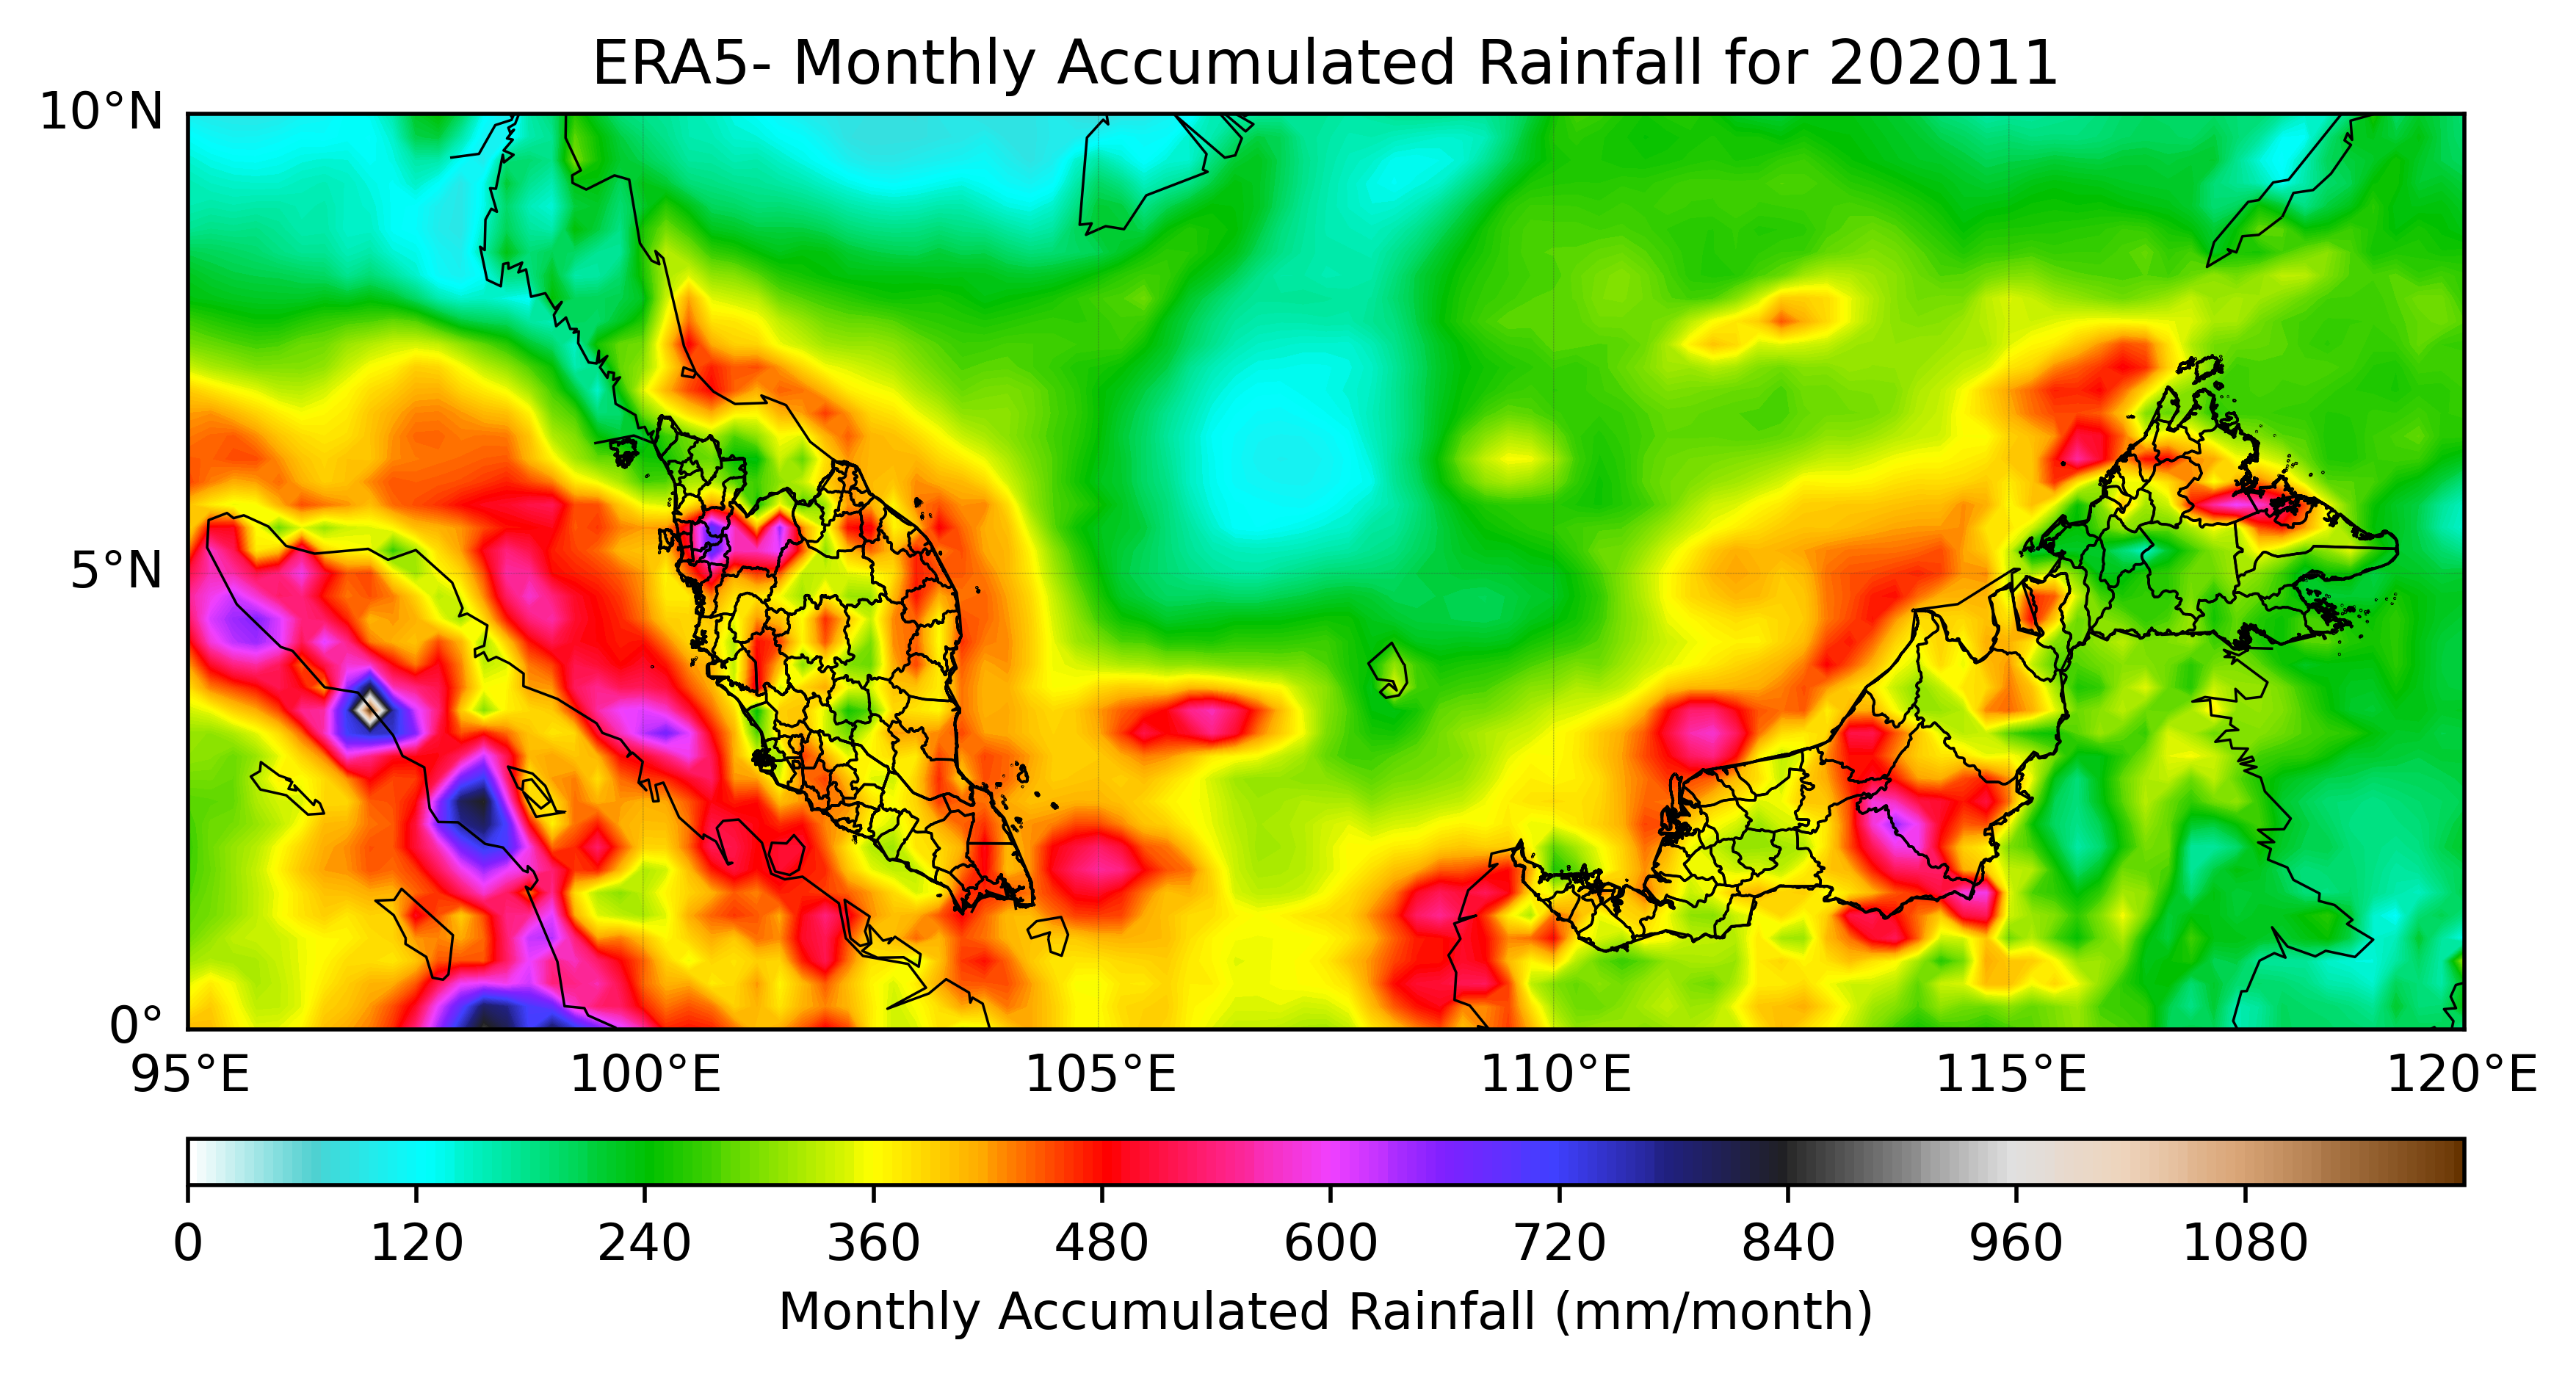 ERA5- Monthly Accumulated Rainfall for 202011
10°N
5°N
0°
95°E 100°E 105°E 110°E 115°E 120°E
0 120 240 360 480 600 720 840 960 1080
Monthly Accumulated Rainfall (mm/month)